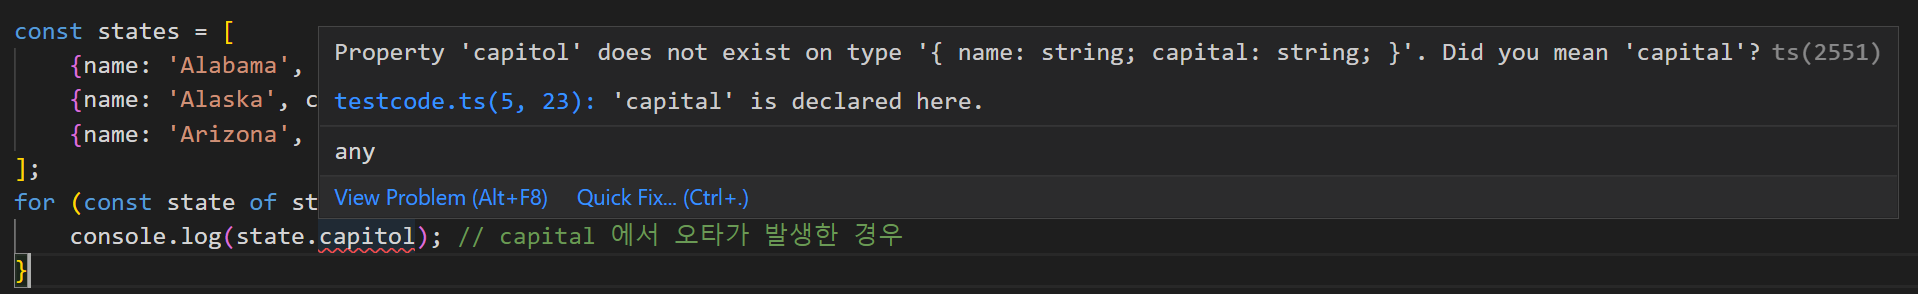 const states = [
{name: 'Alabama',
{name: 'Alaska', c
{name: 'Arizona',
];
for (const state of st
console.log(state.capitol); // capital 에서 오타가 발생한 경우
}
Property 'capitol' does not exist on type '{ name: string; capital: string; }'. Did you mean 'capital'? ts(2551)
testcode.ts(5, 23): 'capital' is declared here.
any
View Problem (Alt+F8) Quick Fix... (Ctrl+.)